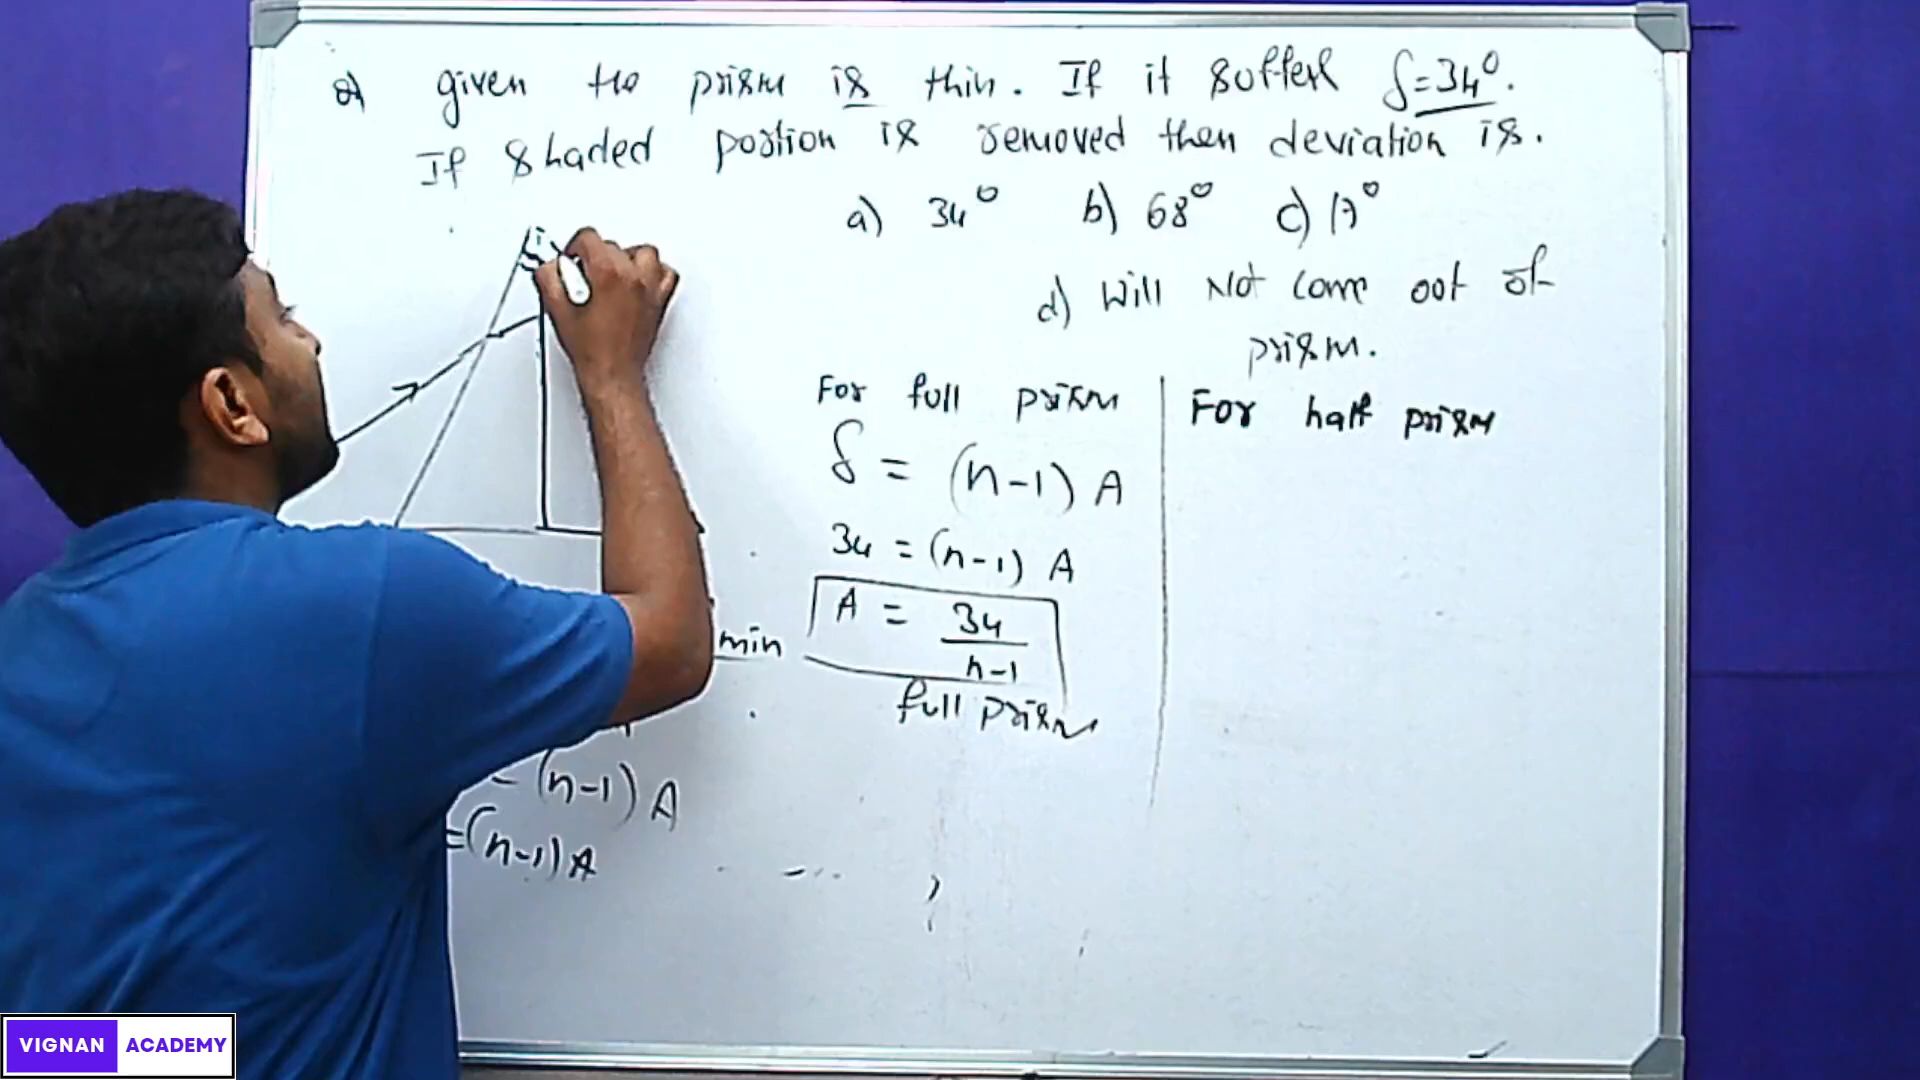 given the prism is thin. If it suffer δ=34°.
If shaded portion is removed then deviation is.
a) 34° b) 68° c) 17°
d) Will Not come out of
prism.
For full prism
δ = (n-1) A
34 = (n-1) A
A = 34/n-1
full prism
For half prism
min
= (n-1) A
=(n-1) A
VIGNAN ACADEMY